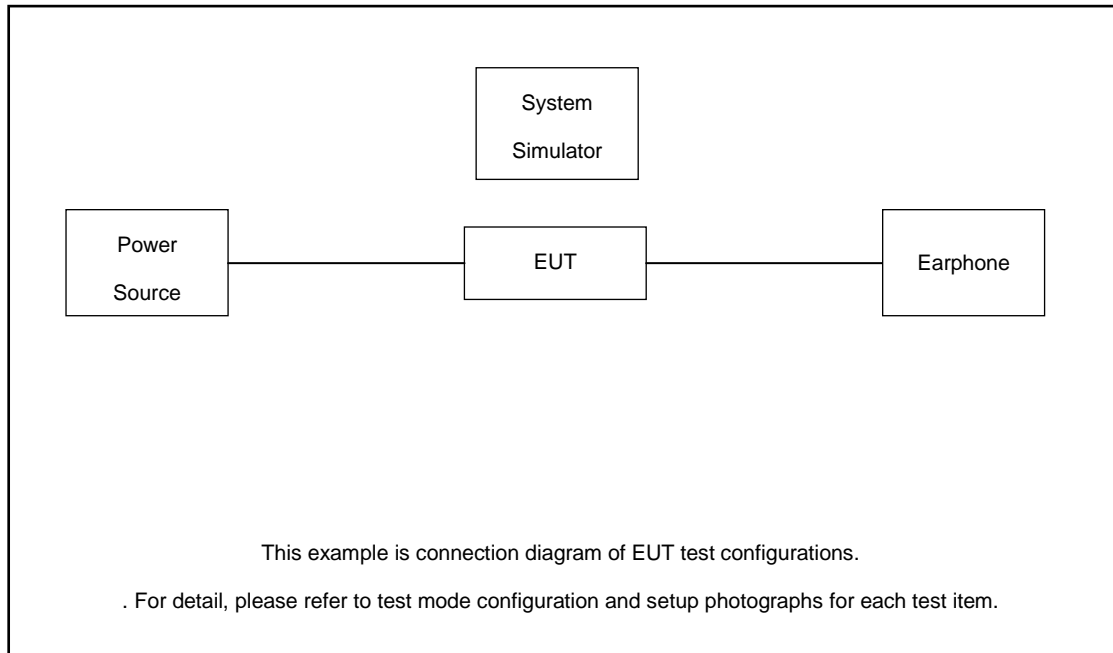 System
Simulator
Power
Source
EUT
Earphone
This example is connection diagram of EUT test configurations.
. For detail, please refer to test mode configuration and setup photographs for each test item.